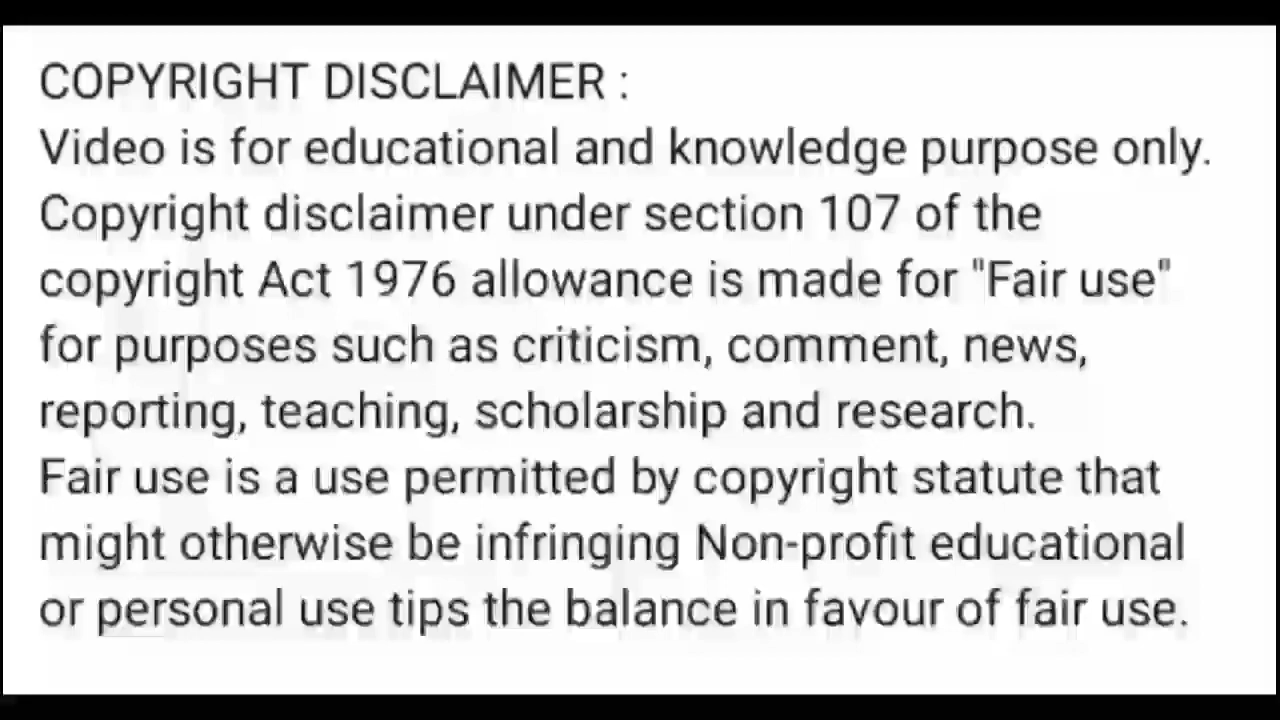 COPYRIGHT DISCLAIMER :
Video is for educational and knowledge purpose only.
Copyright disclaimer under section 107 of the
copyright Act 1976 allowance is made for "Fair use"
for purposes such as criticism, comment, news,
reporting, teaching, scholarship and research.
Fair use is a use permitted by copyright statute that
might otherwise be infringing Non-profit educational
or personal use tips the balance in favour of fair use.